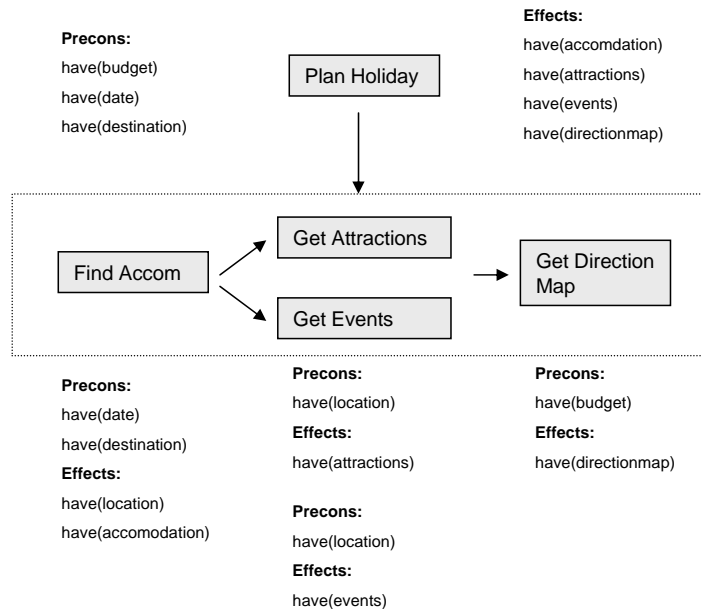 Precons:
have(budget)
have(date)
have(destination)
Plan Holiday
Effects:
have(accomdation)
have(attractions)
have(events)
have(directionmap)
Find Accom
Get Attractions
Get Events
Get Direction
Map
Precons:
have(date)
have(destination)
Effects:
have(location)
have(accomodation)
Precons:
have(location)
Effects:
have(attractions)
Precons:
have(location)
Effects:
have(events)
Precons:
have(budget)
Effects:
have(directionmap)